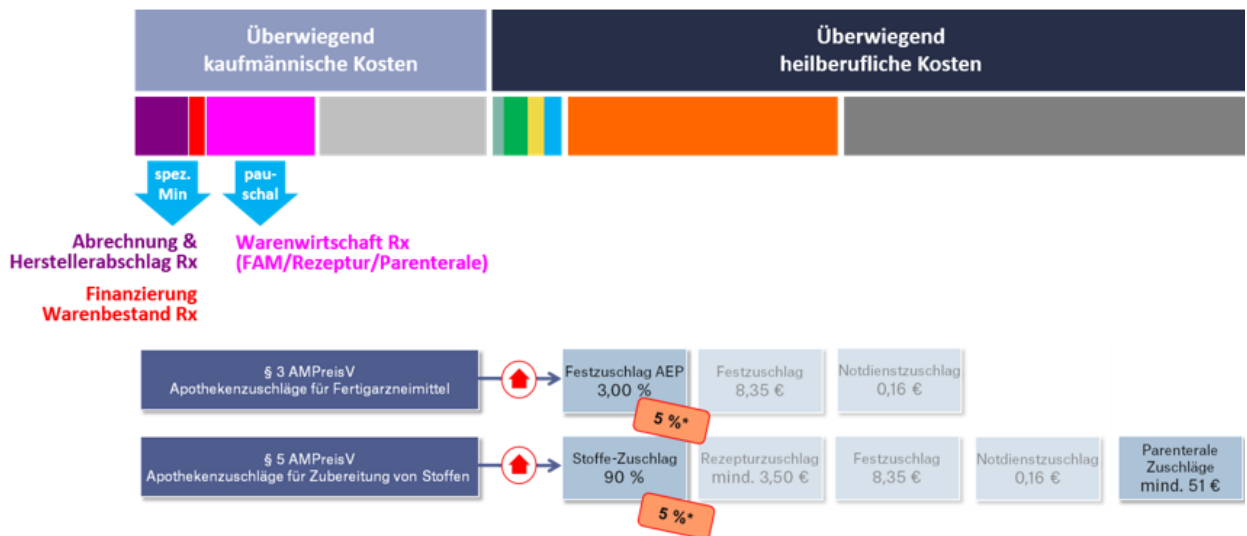 Überwiegend
kaufmännische Kosten
Überwiegend
heilberufliche Kosten
spez.
Min
pau-
schal
Abrechnung &
Herstellerabschlag Rx
Warenwirtschaft Rx
(FAM/Rezeptur/Parenterale)
Finanzierung
Warenbestand Rx
§ 3 AMPreisV
Apothekenzuschläge für Fertigarzneimittel
Festzuschlag AEP
3,00 %
Festzuschlag
8,35 €
Notdienstzuschlag
0,16 €
5 %*
§ 5 AMPreisV
Apothekenzuschläge für Zubereitung von Stoffen
Stoffe-Zuschlag
90 %
Rezepturzuschlag
mind. 3,50 €
Festzuschlag
8,35 €
Notdienstzuschlag
0,16 €
Parenterale
Zuschläge
mind. 51 €
5 %*